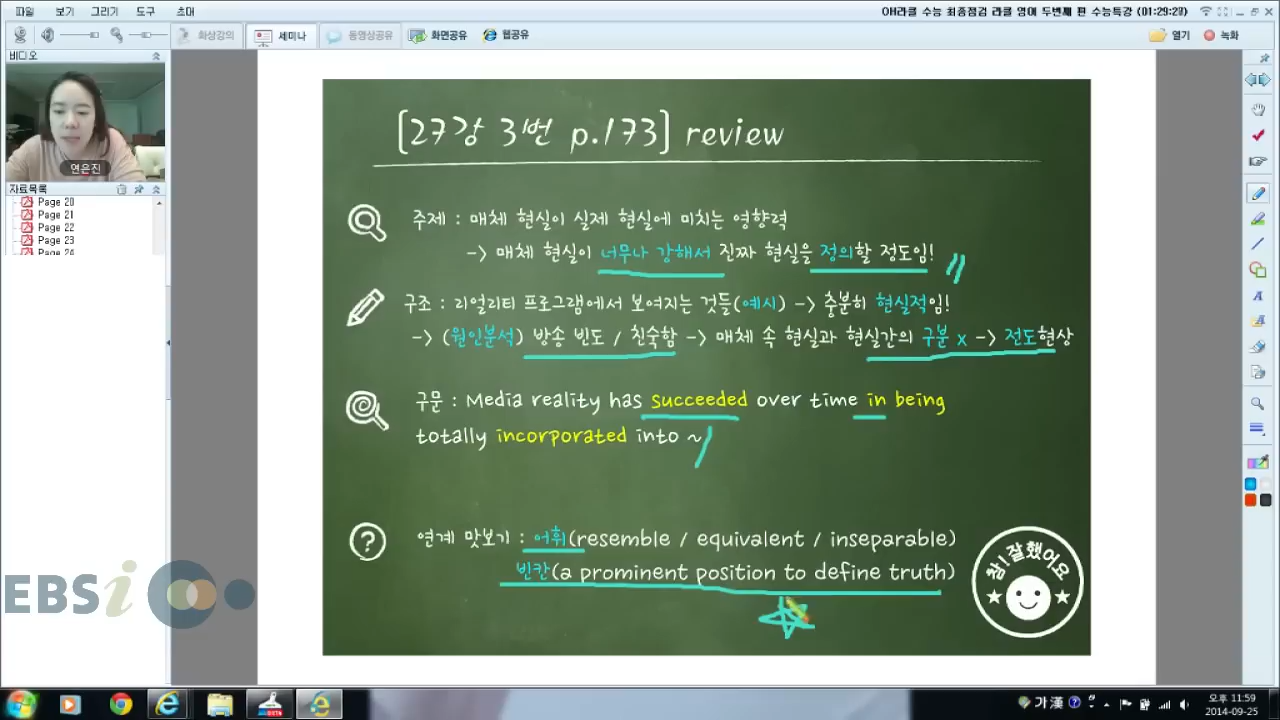 파일 보기 그리기 도구 초대
OH라클 수능 최종점검 라클 영어 두번째 편 수능특강 (01:29:27)
화상강의 세미나 동영상공유 화면공유 웹공유 열기 녹화
비디오
연은진
자료목록
Page 20
Page 21
Page 22
Page 23
Page 24
[27강 3번 p.173] review
주제 : 매체 현실이 실제 현실에 미치는 영향력
-> 매체 현실이 너무나 강해서 진짜 현실을 정의할 정도임!
구조 : 리얼리티 프로그램에서 보여지는 것들(예시) -> 충분히 현실적임!
-> (원인분석) 방송 빈도 / 친숙함 -> 매체 속 현실과 현실간의 구분 x -> 전도현상
구문 : Media reality has succeeded over time in being
totally incorporated into ~
연계 맛보기 : 어휘(resemble / equivalent / inseparable)
빈칸(a prominent position to define truth)
참!잘했어요
EBSi
가 漢
오후 11:59
2014-09-25